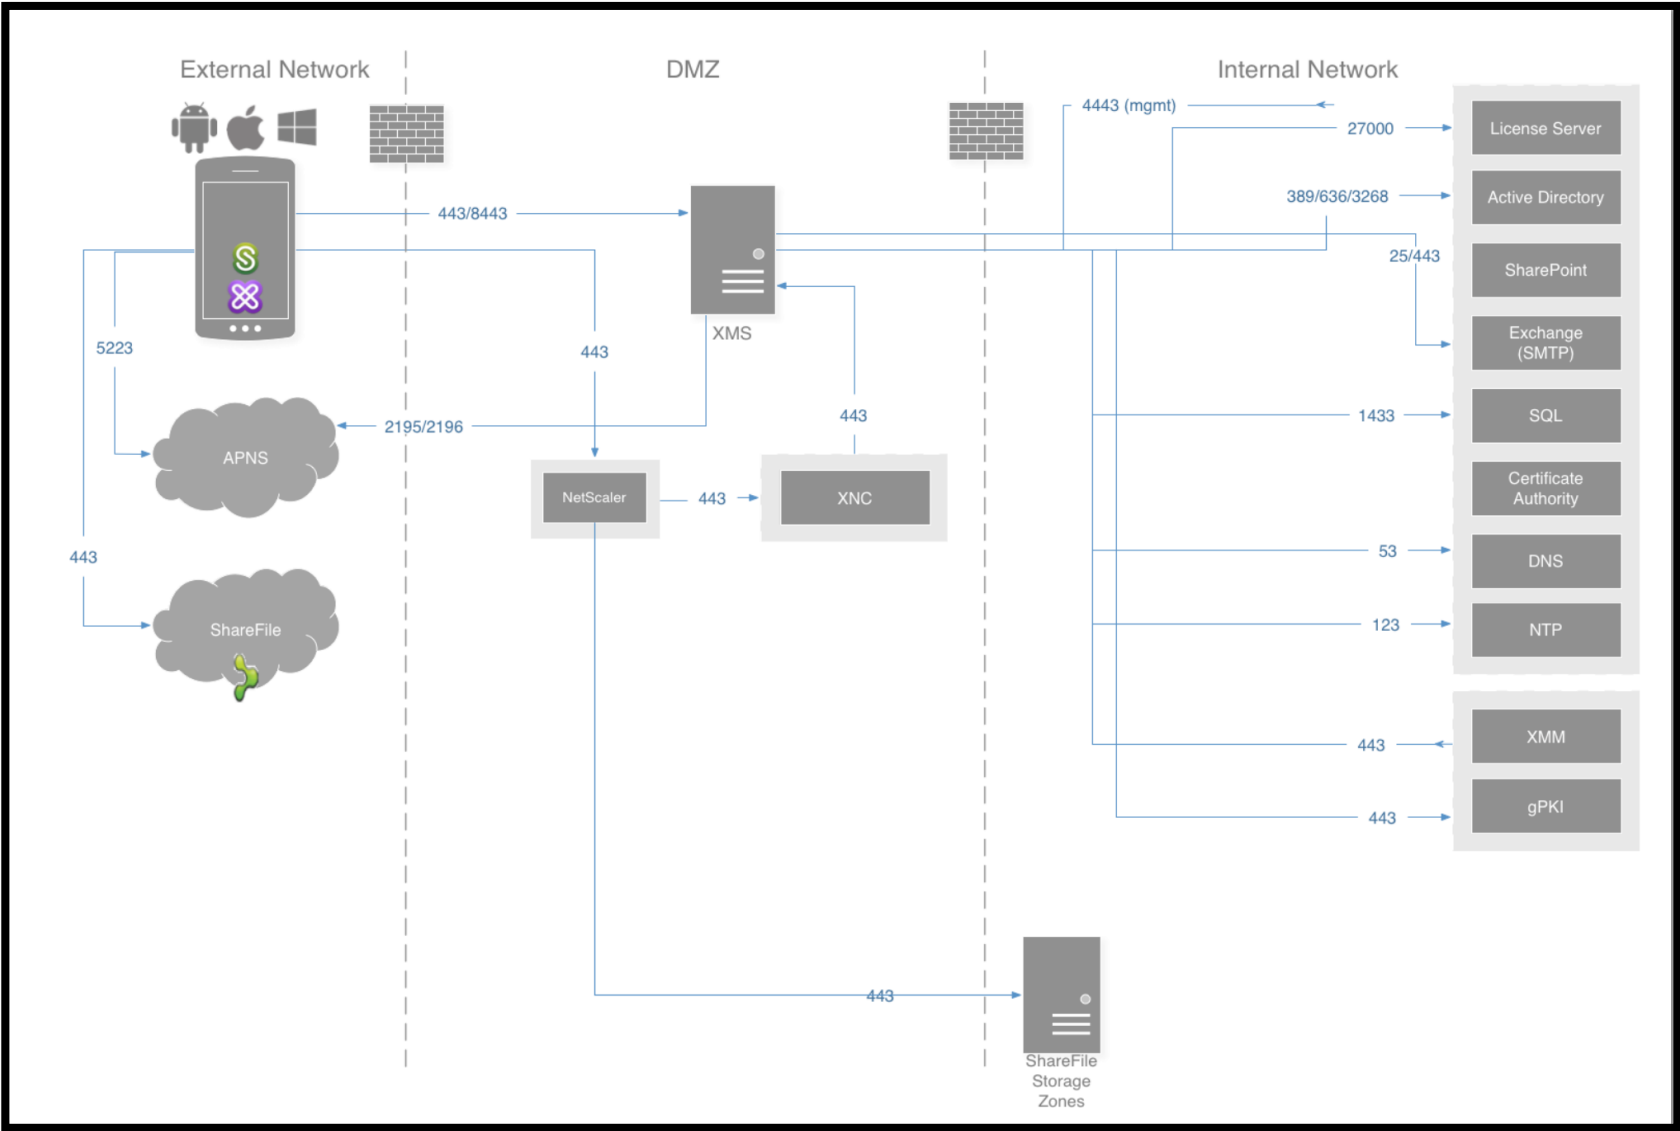 External Network
DMZ
Internal Network
4443 (mgmt)
27000
License Server
389/636/3268
Active Directory
443/8443
25/443
SharePoint
XMS
Exchange
(SMTP)
5223
443
443
2195/2196
1433
SQL
APNS
NetScaler
443
XNC
Certificate
Authority
443
53
DNS
ShareFile
123
NTP
443
XMM
443
gPKI
443
ShareFile
Storage
Zones